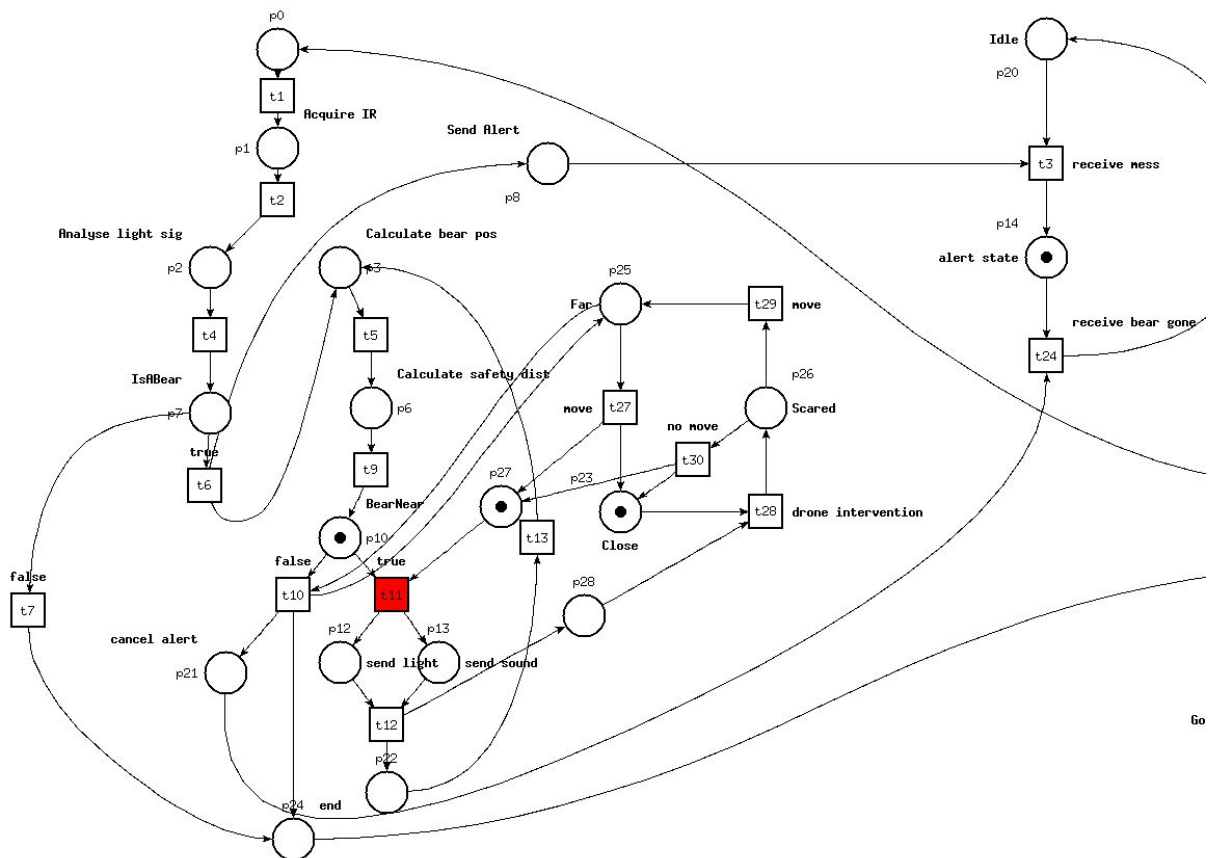 p0
Idle
p20
t1
Acquire IR
Send Alert
p1
t3
receive mess
p8
t2
p14
Analyse light sig
Calculate bear pos
alert state
p2
p3
p25
Far
t29
move
t4
t5
receive bear gone
t24
IsABear
Calculate safety dist
p26
p7
p6
move
t27
Scared
no move
true
t30
t6
t9
p27
p23
BearNear
t28
drone intervention
p10
t13
Close
false
true
false
t10
t11
p28
t7
cancel alert
p12
p13
p21
send light
send sound
t12
Go
p22
p24
end